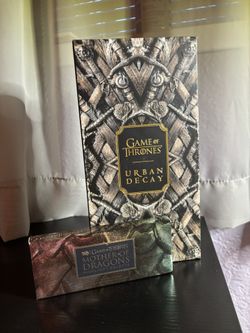 GAME OF
THRONES
URBAN
DECAY
GAME OF THRONES
MOTHER OF
DRAGONS